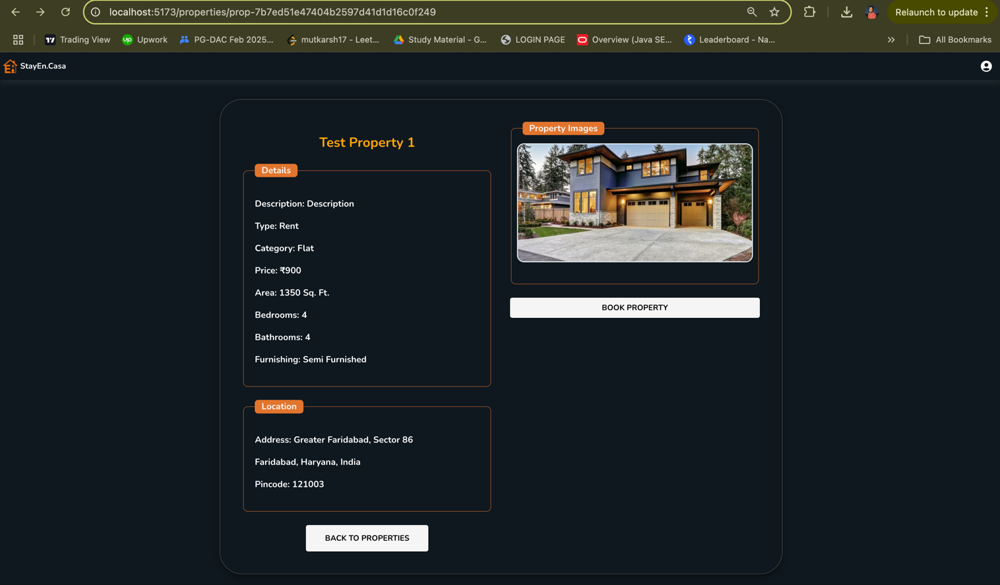 localhost:5173/properties/prop-7b7ed51e47404b2597d41d1d16c0f249
Relaunch to update
Trading View
Upwork
PG-DAC Feb 2025...
mutkarsh17 - Leet...
Study Material - G...
LOGIN PAGE
Overview (Java SE...
Leaderboard - Na...
All Bookmarks
StayEn.Casa
Test Property 1
Details
Description: Description
Type: Rent
Category: Flat
Price: ₹900
Area: 1350 Sq. Ft.
Bedrooms: 4
Bathrooms: 4
Furnishing: Semi Furnished
Location
Address: Greater Faridabad, Sector 86
Faridabad, Haryana, India
Pincode: 121003
BACK TO PROPERTIES
Property Images
BOOK PROPERTY